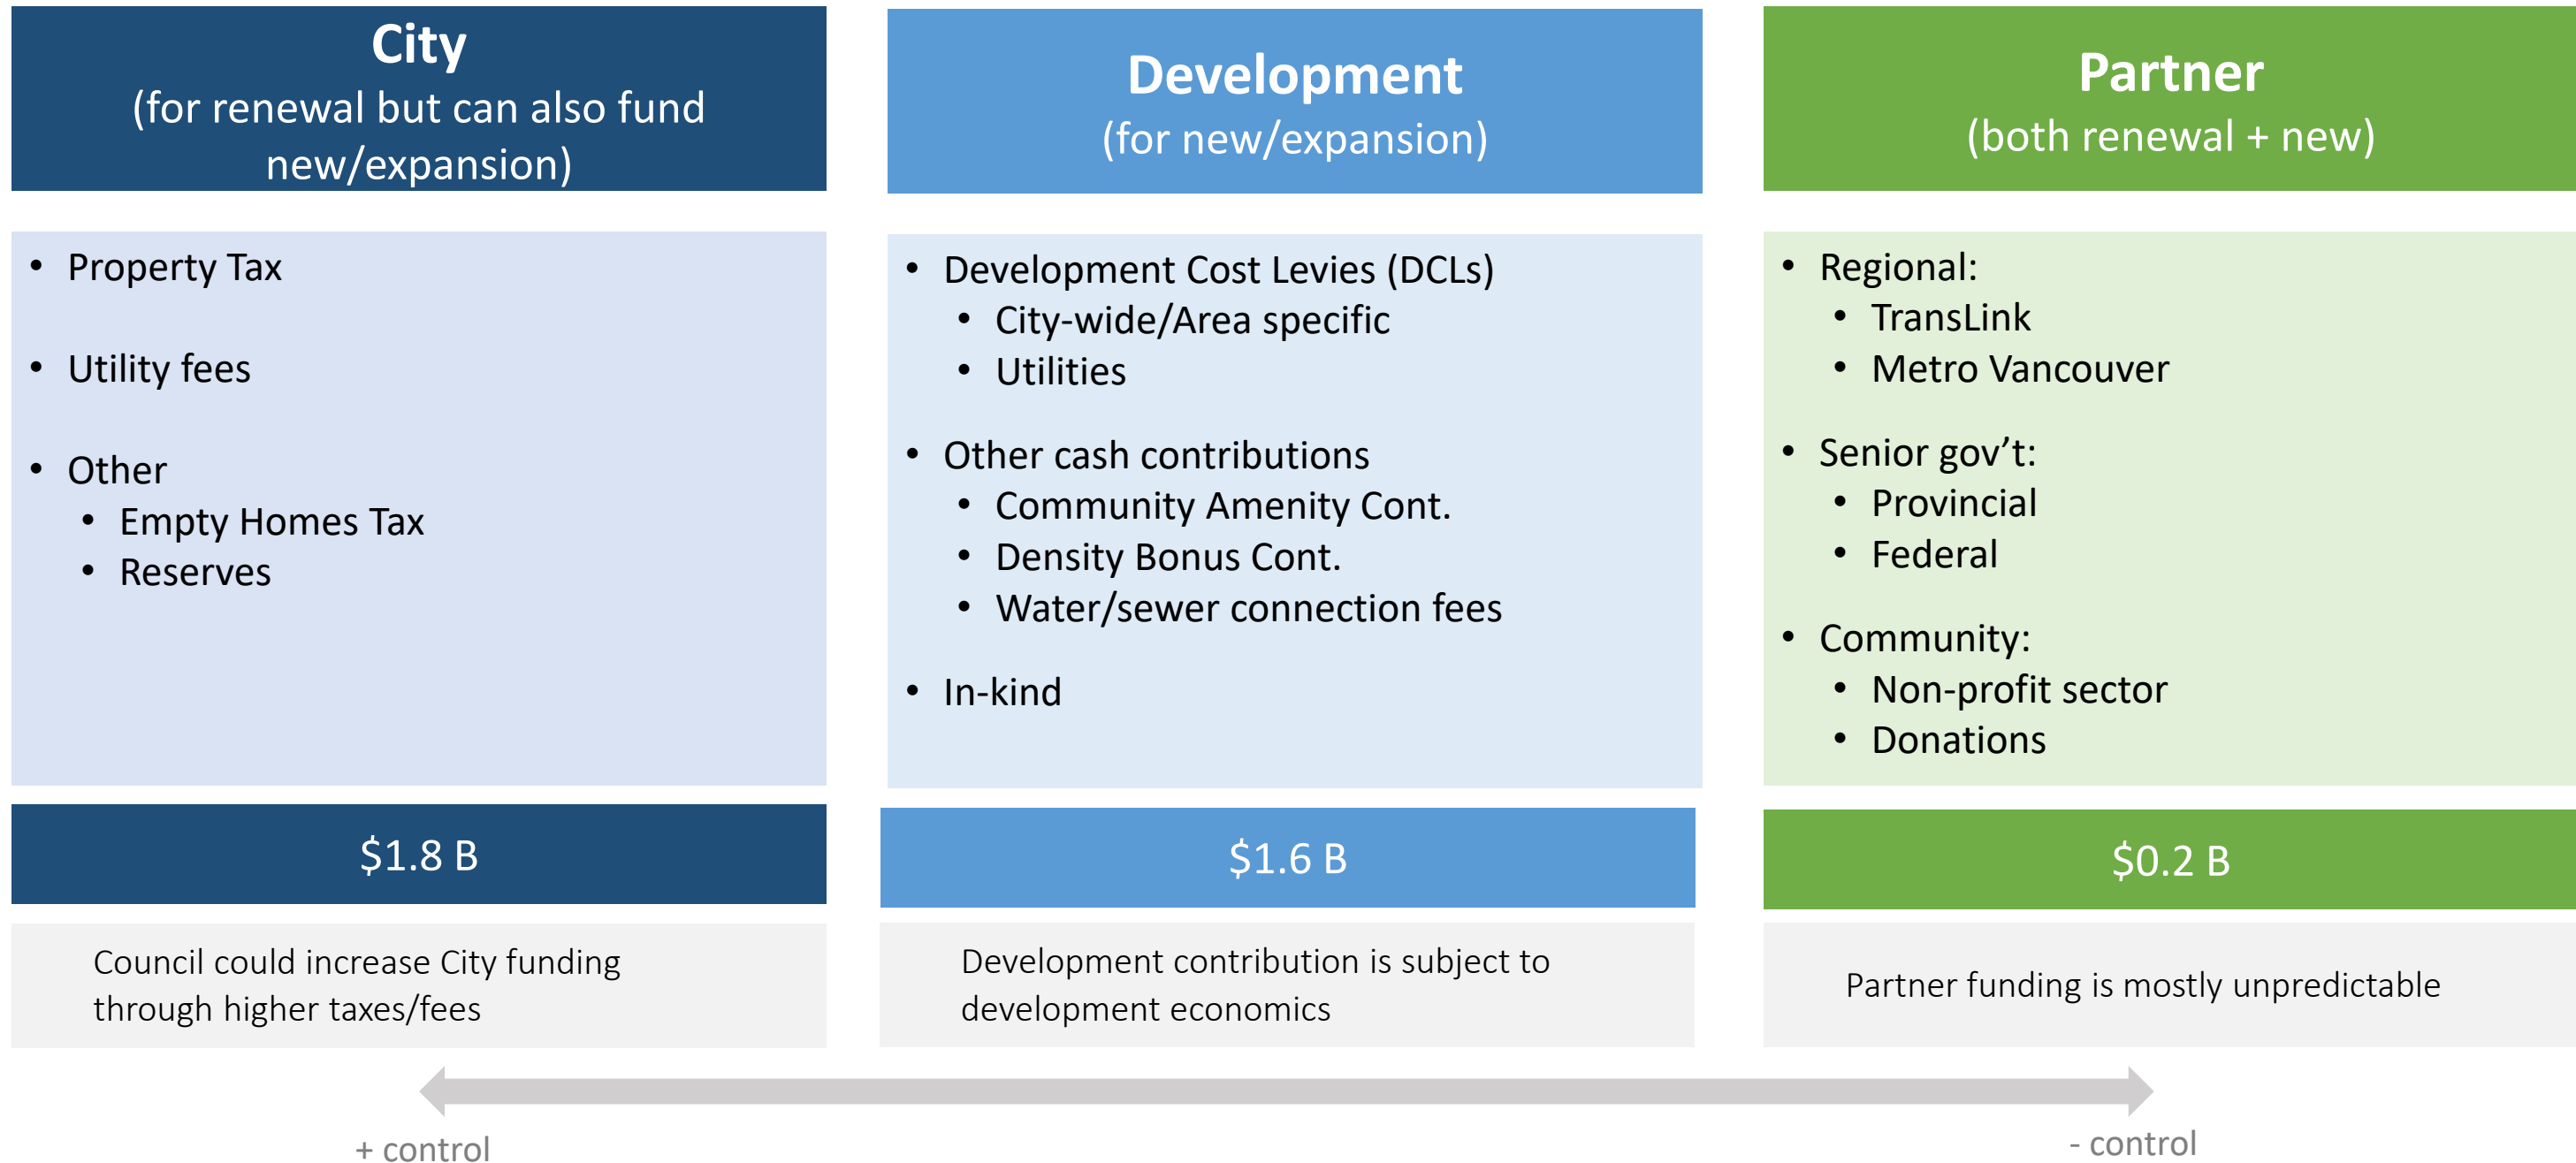 City
(for renewal but can also fund
new/expansion)
• Property Tax
• Utility fees
• Other
• Empty Homes Tax
• Reserves
$1.8 B
Council could increase City funding
through higher taxes/fees
Development
(for new/expansion)
• Development Cost Levies (DCLs)
• City-wide/Area specific
• Utilities
• Other cash contributions
• Community Amenity Cont.
• Density Bonus Cont.
• Water/sewer connection fees
• In-kind
$1.6 B
Development contribution is subject to
development economics
Partner
(both renewal + new)
• Regional:
• TransLink
• Metro Vancouver
• Senior gov’t:
• Provincial
• Federal
• Community:
• Non-profit sector
• Donations
$0.2 B
Partner funding is mostly unpredictable
+ control
- control